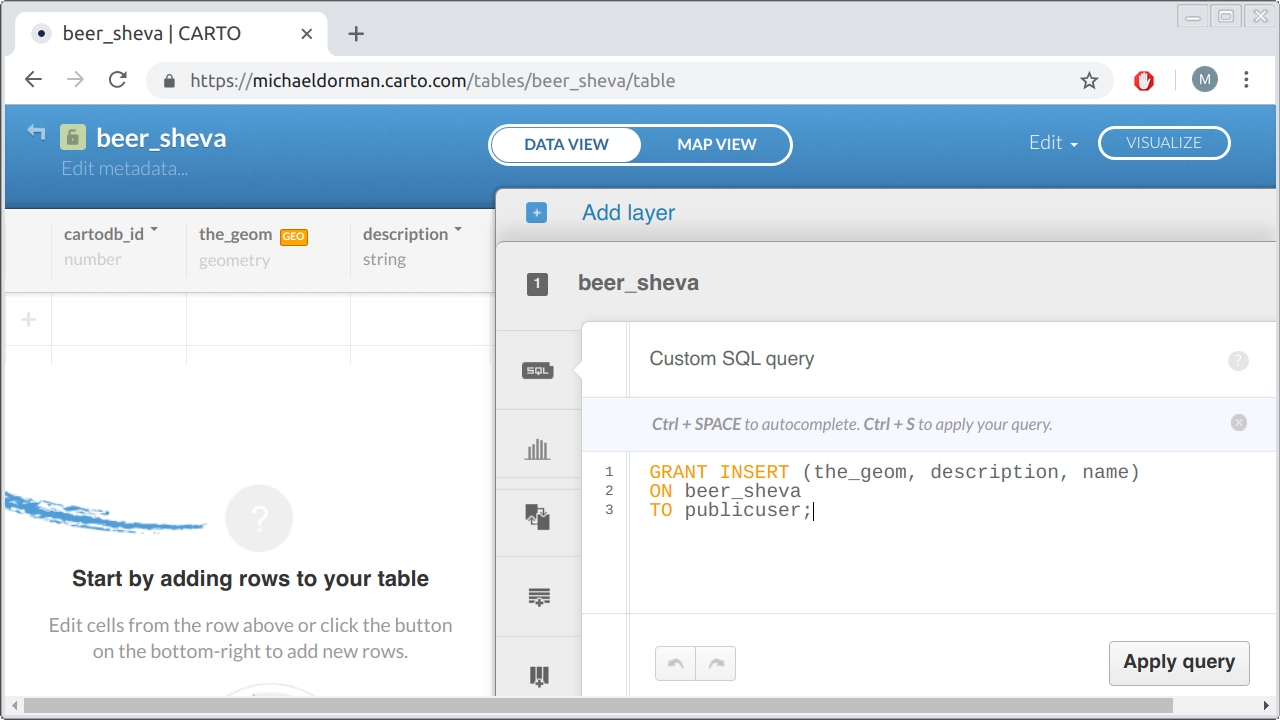 beer_sheva | CARTO
https://michaeldorman.carto.com/tables/beer_sheva/table
M
beer_sheva
Edit metadata...
DATA VIEW
MAP VIEW
Edit
VISUALIZE
Add layer
cartodb_id
the_geom GEO
description
number
geometry
string
1
beer_sheva
Custom SQL query
?
SQL
Ctrl + SPACE to autocomplete. Ctrl + S to apply your query.
1 GRANT INSERT (the_geom, description, name)
2 ON beer_sheva
3 TO publicuser;
?
Start by adding rows to your table
Edit cells from the row above or click the button
on the bottom-right to add new rows.
Apply query